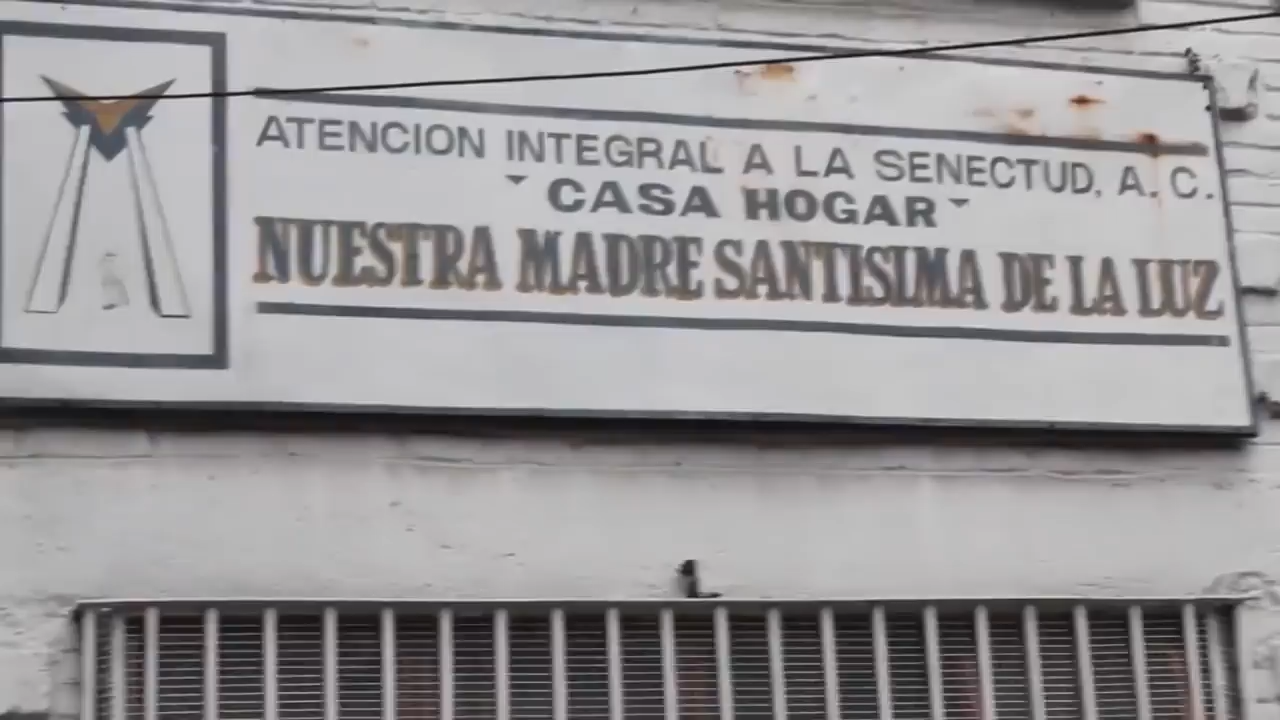 ATENCION INTEGRAL A LA SENECTUD, A. C.
"CASA HOGAR"
NUESTRA MADRE SANTISIMA DE LA LUZ